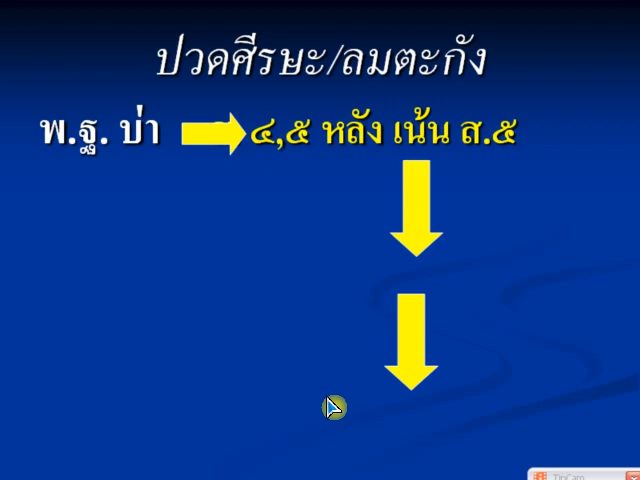 ปวดศีรษะ/ลมตะกัง
พ.ฐ. บ่า ๔,๕ หลัง เน้น ส.๕
TipCam